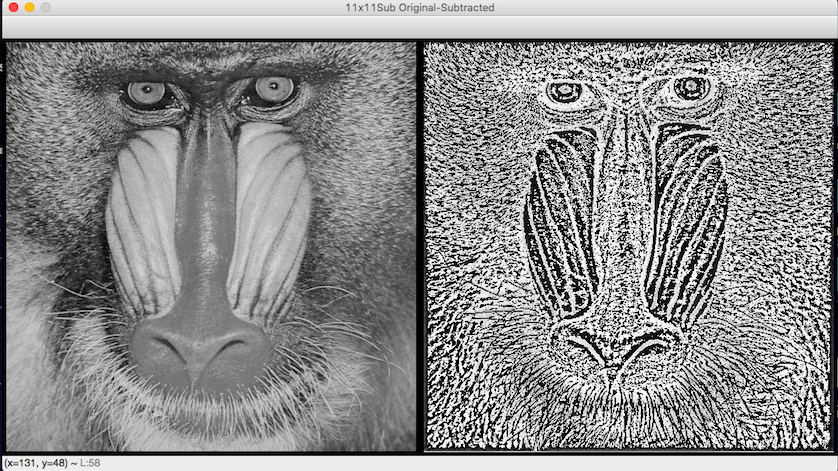 11x11Sub Original-Subtracted
(x=131, y=48) ~ L:58